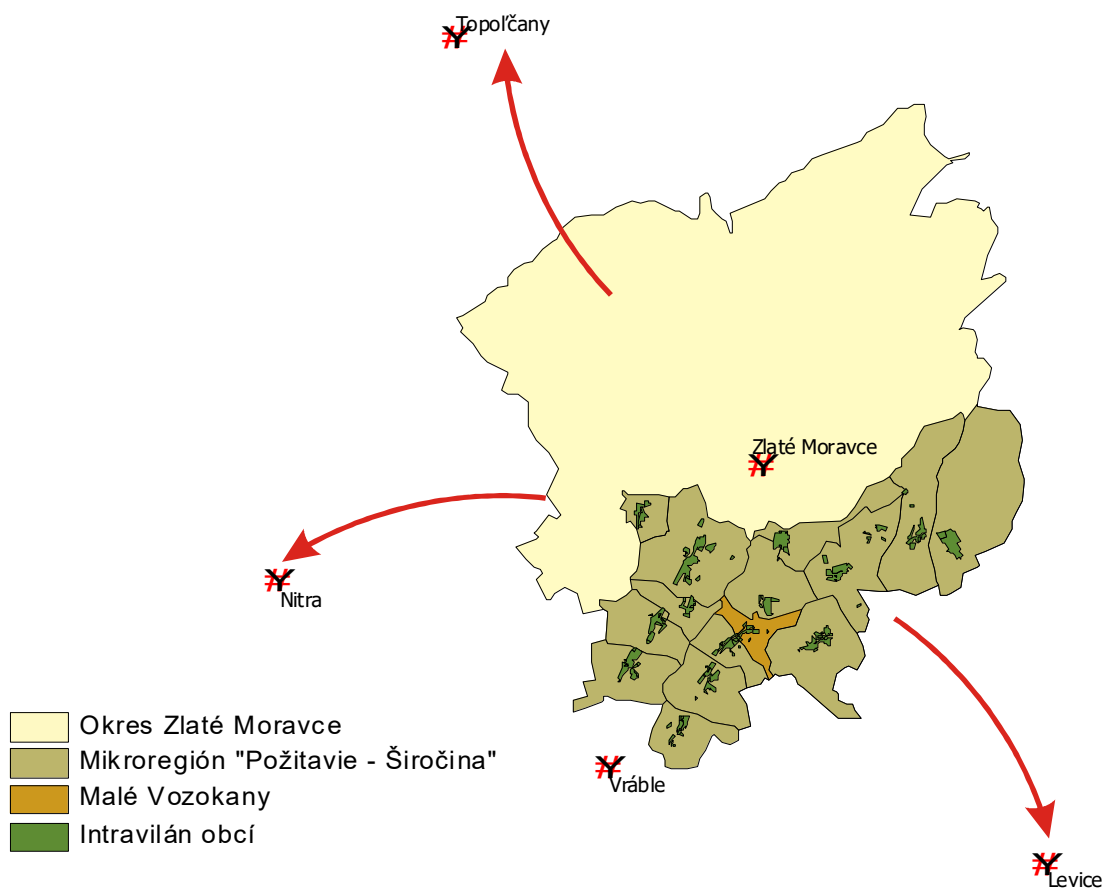 Topoľčany
Zlaté Moravce
Nitra
Vráble
Levice
Okres Zlaté Moravce
Mikroregión "Požitavie - Širočina"
Malé Vozokany
Intravilán obcí